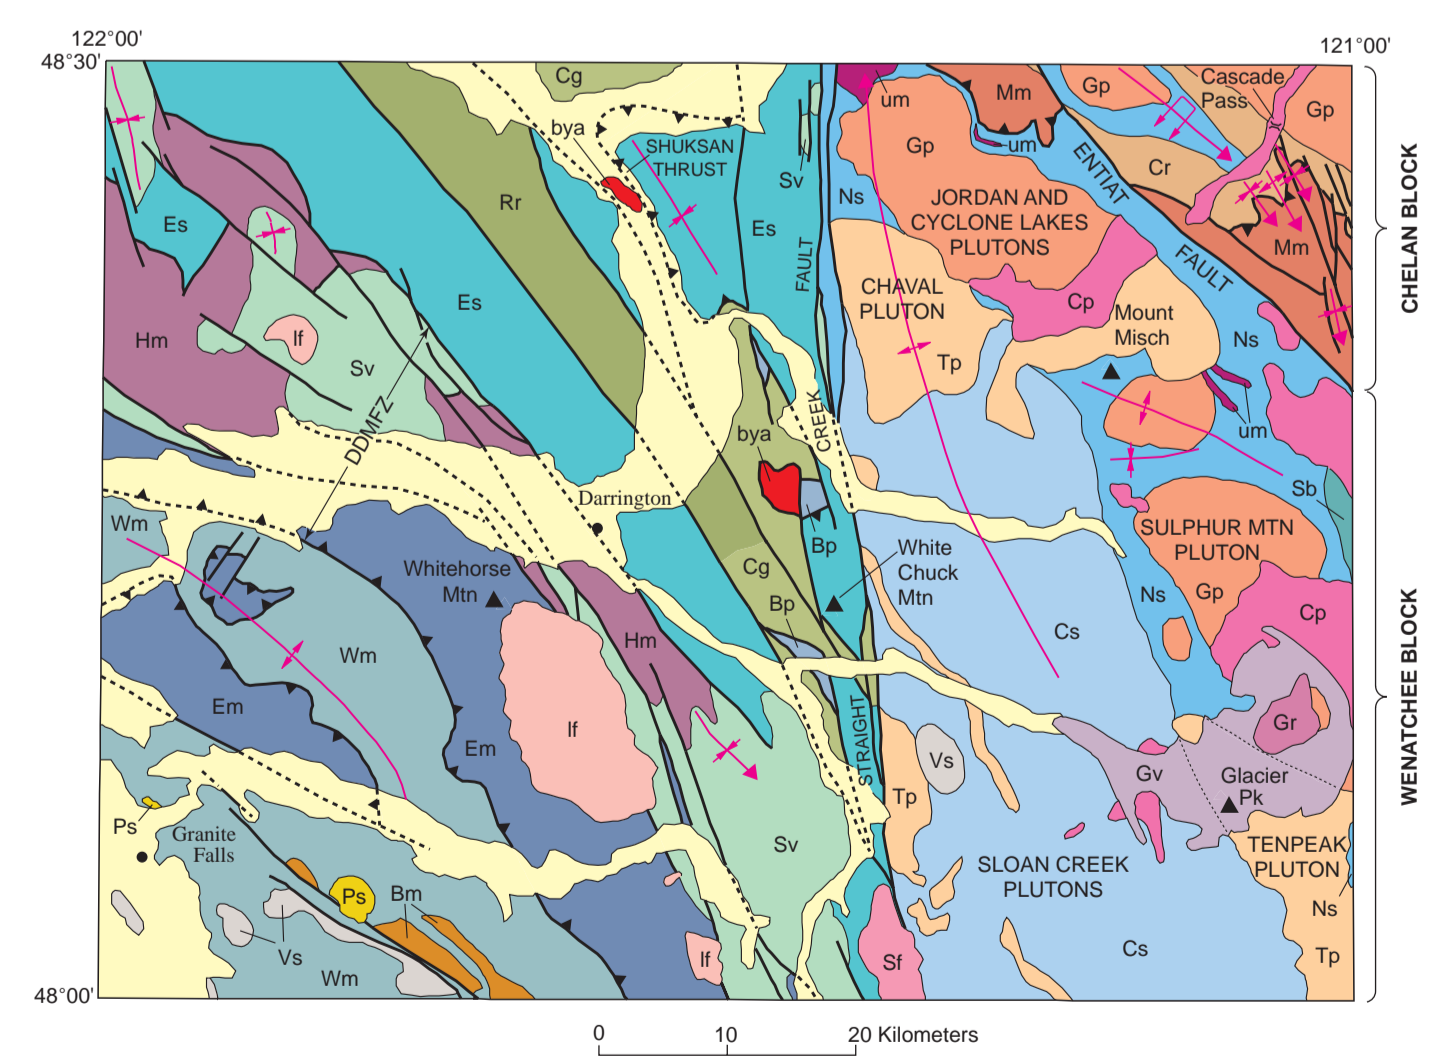 122°00'
121°00'
48°30'
Cg
um
Mm
Gp
Cascade
Pass
Gp
bya
SHUKSAN
THRUST
Gp
um
ENTIAT
Cr
Sv
Ns
JORDAN AND
CYCLONE LAKES
PLUTONS
Rr
Es
Es
FAULT
FAULT
Mm
CHELAN BLOCK
CHAVAL
PLUTON
Cp
Mount
Misch
Ns
Es
Hm
If
Sv
Tp
DDMFZ
CREEK
bya
um
Sb
Darrington
Wm
SULPHUR MTN
PLUTON
Bp
White
Chuck
Mtn
Whitehorse
Mtn
Cg
Bp
Ns
Gp
Cp
Cs
Hm
Wm
Em
If
Em
STRAIGHT
Vs
Gr
Gv
Glacier
Pk
WENATCHEE BLOCK
Tp
Ps
Granite
Falls
Sv
SLOAN CREEK
PLUTONS
TENPEAK
PLUTON
Ps
Bm
Ns
Vs
Wm
If
Sf
Cs
Tp
48°00'
0 10 20 Kilometers